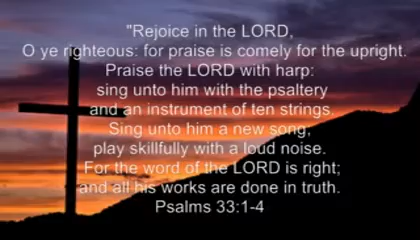 "Rejoice in the LORD,
O ye righteous: for praise is comely for the upright.
Praise the LORD with harp:
sing unto him with the psaltery
and an instrument of ten strings.
Sing unto him a new song,
play skillfully with a loud noise.
For the word of the LORD is right;
and all his works are done in truth.
Psalms 33:1-4